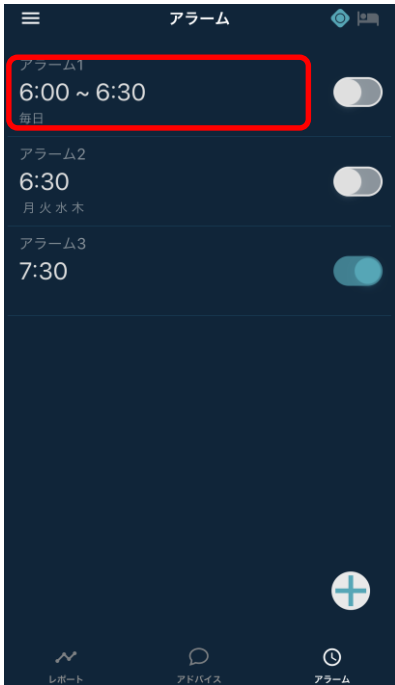 アラーム
アラーム1
6:00 ~ 6:30
毎日
アラーム2
6:30
月 火 水 木
アラーム3
7:30
レポート アドバイス アラーム